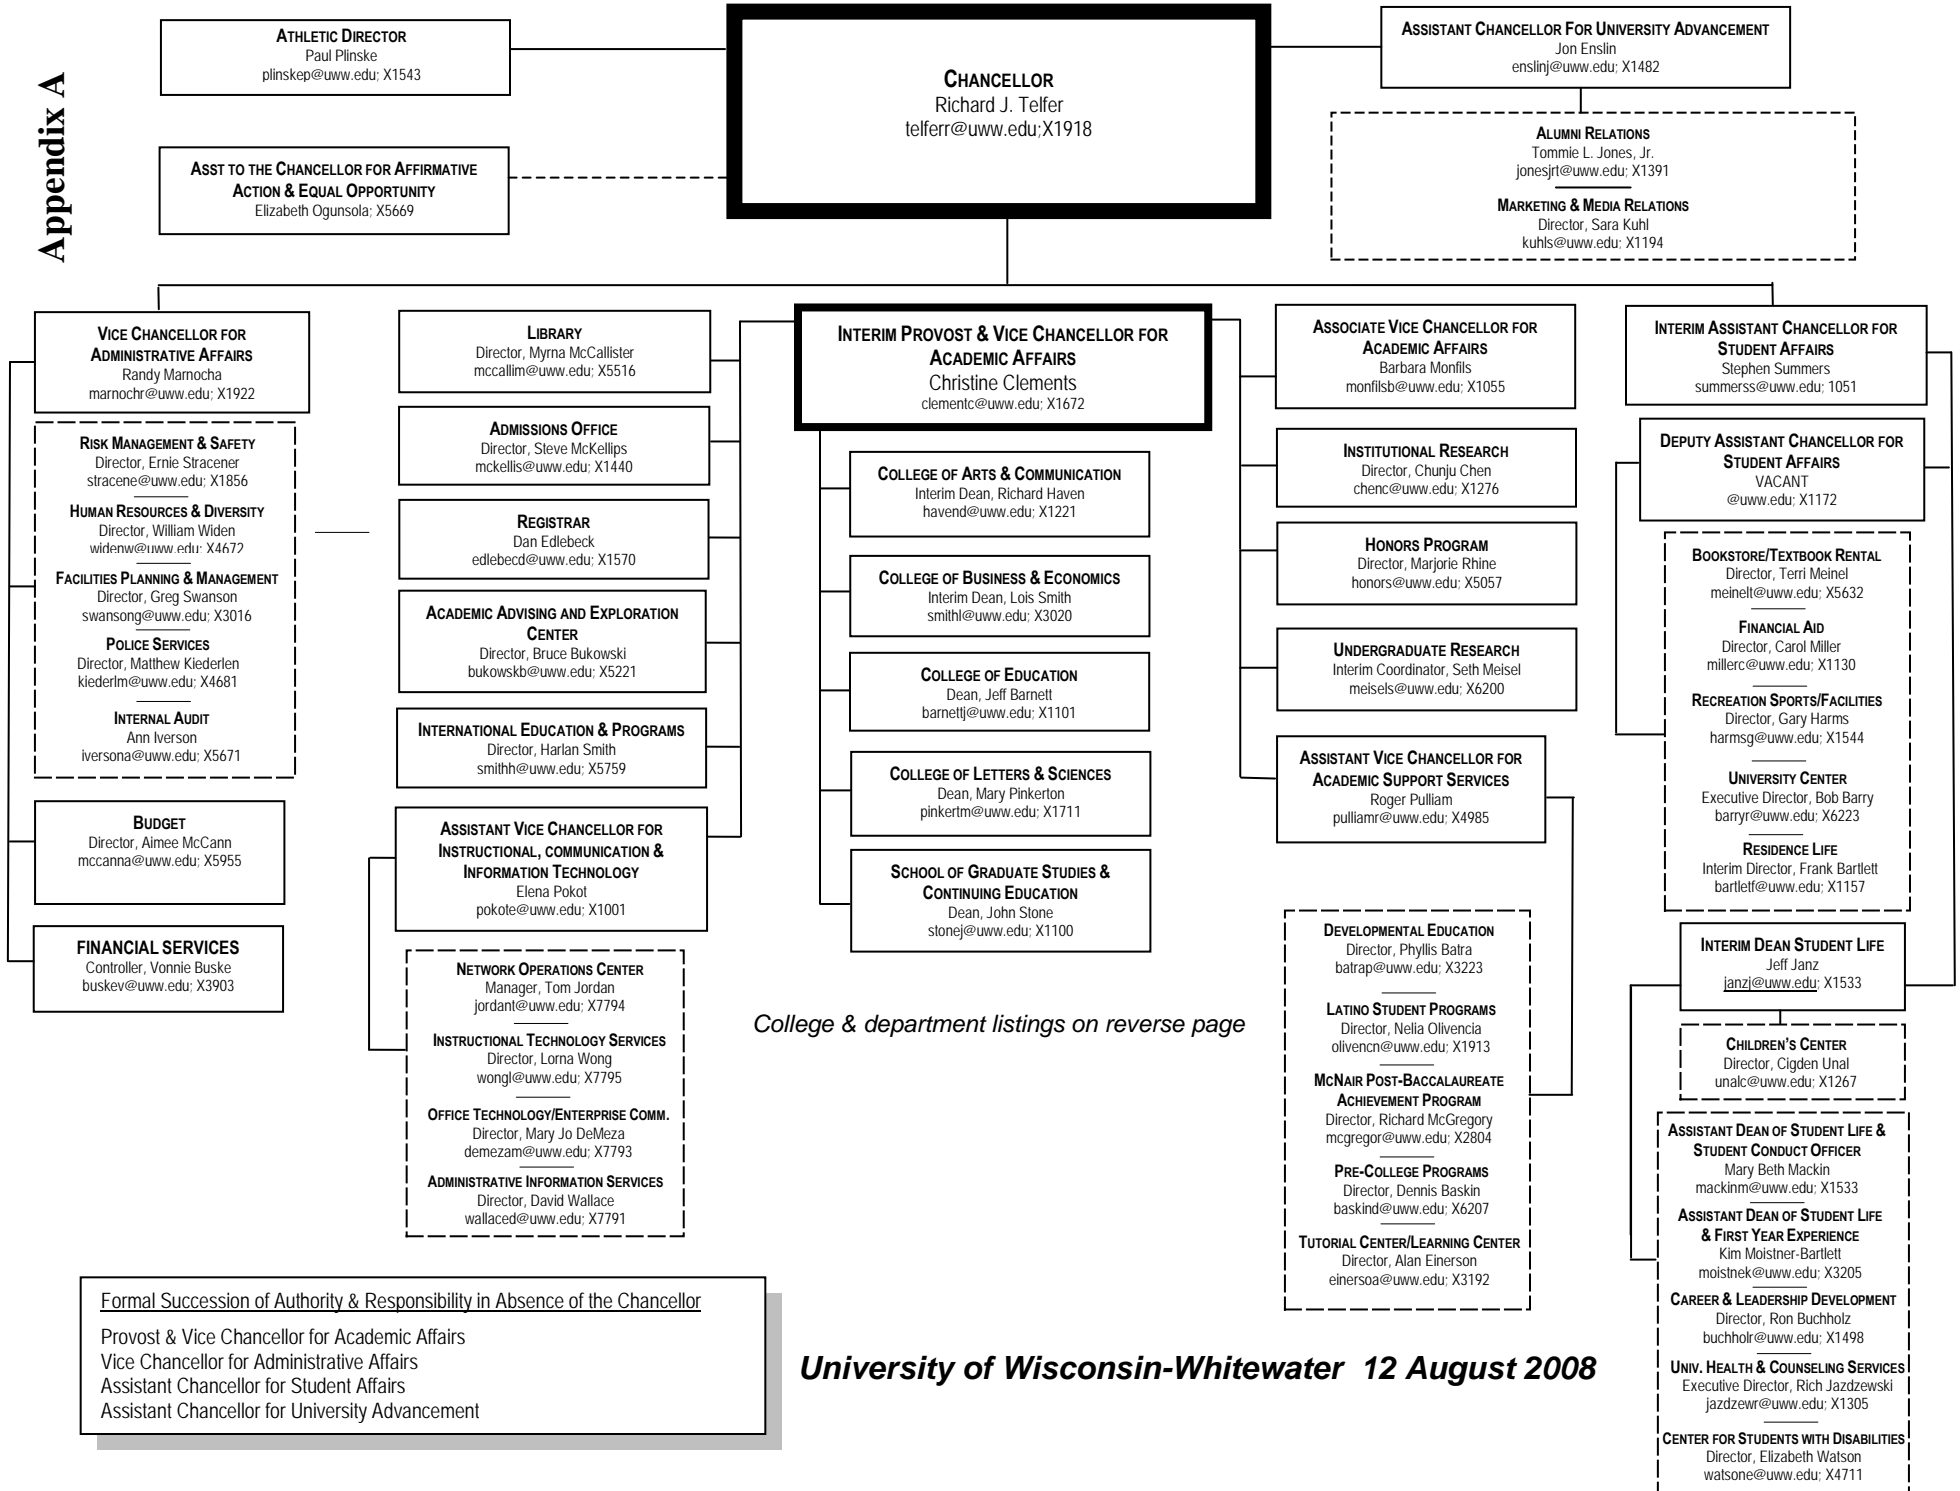 Appendix A
ATHLETIC DIRECTOR
Paul Plinske
plinskep@uww.edu; X1543
ASST TO THE CHANCELLOR FOR AFFIRMATIVE
ACTION & EQUAL OPPORTUNITY
Elizabeth Ogunsola; X5669
CHANCELLOR
Richard J. Telfer
telferr@uww.edu;X1918
ASSISTANT CHANCELLOR FOR UNIVERSITY ADVANCEMENT
Jon Enslin
enslinj@uww.edu; X1482
ALUMNI RELATIONS
Tommie L. Jones, Jr.
jonesjrt@uww.edu; X1391
MARKETING & MEDIA RELATIONS
Director, Sara Kuhl
kuhls@uww.edu; X1194
VICE CHANCELLOR FOR
ADMINISTRATIVE AFFAIRS
Randy Marnocha
marnochr@uww.edu; X1922
RISK MANAGEMENT & SAFETY
Director, Ernie Stracener
stracene@uww.edu; X1856
HUMAN RESOURCES & DIVERSITY
Director, William Widen
widenw@uww.edu; X4672
FACILITIES PLANNING & MANAGEMENT
Director, Greg Swanson
swansong@uww.edu; X3016
POLICE SERVICES
Director, Matthew Kiederlen
kiederlm@uww.edu; X4681
INTERNAL AUDIT
Ann Iverson
iversona@uww.edu; X5671
BUDGET
Director, Aimee McCann
mccanna@uww.edu; X5955
FINANCIAL SERVICES
Controller, Vonnie Buske
buskev@uww.edu; X3903
LIBRARY
Director, Myrna McCallister
mccallim@uww.edu; X5516
ADMISSIONS OFFICE
Director, Steve McKellips
mckellis@uww.edu; X1440
REGISTRAR
Dan Edlebeck
edlebecd@uww.edu; X1570
ACADEMIC ADVISING AND EXPLORATION
CENTER
Director, Bruce Bukowski
bukowskb@uww.edu; X5221
INTERNATIONAL EDUCATION & PROGRAMS
Director, Harlan Smith
smithh@uww.edu; X5759
ASSISTANT VICE CHANCELLOR FOR
INSTRUCTIONAL, COMMUNICATION &
INFORMATION TECHNOLOGY
Elena Pokot
pokote@uww.edu; X1001
NETWORK OPERATIONS CENTER
Manager, Tom Jordan
jordant@uww.edu; X7794
INSTRUCTIONAL TECHNOLOGY SERVICES
Director, Lorna Wong
wongl@uww.edu; X7795
OFFICE TECHNOLOGY/ENTERPRISE COMM.
Director, Mary Jo DeMeza
demezam@uww.edu; X7793
ADMINISTRATIVE INFORMATION SERVICES
Director, David Wallace
wallaced@uww.edu; X7791
INTERIM PROVOST & VICE CHANCELLOR FOR
ACADEMIC AFFAIRS
Christine Clements
clementc@uww.edu; X1672
COLLEGE OF ARTS & COMMUNICATION
Interim Dean, Richard Haven
havend@uww.edu; X1221
COLLEGE OF BUSINESS & ECONOMICS
Interim Dean, Lois Smith
smithl@uww.edu; X3020
COLLEGE OF EDUCATION
Dean, Jeff Barnett
barnettj@uww.edu; X1101
COLLEGE OF LETTERS & SCIENCES
Dean, Mary Pinkerton
pinkertm@uww.edu; X1711
SCHOOL OF GRADUATE STUDIES &
CONTINUING EDUCATION
Dean, John Stone
stonej@uww.edu; X1100
College & department listings on reverse page
ASSOCIATE VICE CHANCELLOR FOR
ACADEMIC AFFAIRS
Barbara Monfils
monfilsb@uww.edu; X1055
INSTITUTIONAL RESEARCH
Director, Chunju Chen
chenc@uww.edu; X1276
HONORS PROGRAM
Director, Marjorie Rhine
honors@uww.edu; X5057
UNDERGRADUATE RESEARCH
Interim Coordinator, Seth Meisel
meisels@uww.edu; X6200
ASSISTANT VICE CHANCELLOR FOR
ACADEMIC SUPPORT SERVICES
Roger Pulliam
pulliamr@uww.edu; X4985
DEVELOPMENTAL EDUCATION
Director, Phyllis Batra
batrap@uww.edu; X3223
LATINO STUDENT PROGRAMS
Director, Nelia Olivencia
olivencn@uww.edu; X1913
MCNAIR POST-BACCALAUREATE
ACHIEVEMENT PROGRAM
Director, Richard McGregory
mcgregor@uww.edu; X2804
PRE-COLLEGE PROGRAMS
Director, Dennis Baskin
baskind@uww.edu; X6207
TUTORIAL CENTER/LEARNING CENTER
Director, Alan Einerson
einersoa@uww.edu; X3192
INTERIM ASSISTANT CHANCELLOR FOR
STUDENT AFFAIRS
Stephen Summers
summerss@uww.edu; 1051
DEPUTY ASSISTANT CHANCELLOR FOR
STUDENT AFFAIRS
VACANT
@uww.edu; X1172
BOOKSTORE/TEXTBOOK RENTAL
Director, Terri Meinel
meinelt@uww.edu; X5632
FINANCIAL AID
Director, Carol Miller
millerc@uww.edu; X1130
RECREATION SPORTS/FACILITIES
Director, Gary Harms
harmsg@uww.edu; X1544
UNIVERSITY CENTER
Executive Director, Bob Barry
barryr@uww.edu; X6223
RESIDENCE LIFE
Interim Director, Frank Bartlett
bartletf@uww.edu; X1157
INTERIM DEAN STUDENT LIFE
Jeff Janz
janzj@uww.edu; X1533
CHILDREN'S CENTER
Director, Cigden Unal
unalc@uww.edu; X1267
ASSISTANT DEAN OF STUDENT LIFE &
STUDENT CONDUCT OFFICER
Mary Beth Mackin
mackinm@uww.edu; X1533
ASSISTANT DEAN OF STUDENT LIFE
& FIRST YEAR EXPERIENCE
Kim Moistner-Bartlett
moistnek@uww.edu; X3205
CAREER & LEADERSHIP DEVELOPMENT
Director, Ron Buchholz
buchholr@uww.edu; X1498
UNIV. HEALTH & COUNSELING SERVICES
Executive Director, Rich Jazdzewski
jazdzewr@uww.edu; X1305
CENTER FOR STUDENTS WITH DISABILITIES
Director, Elizabeth Watson
watsone@uww.edu; X4711
Formal Succession of Authority & Responsibility in Absence of the Chancellor
Provost & Vice Chancellor for Academic Affairs
Vice Chancellor for Administrative Affairs
Assistant Chancellor for Student Affairs
Assistant Chancellor for University Advancement
University of Wisconsin-Whitewater 12 August 2008